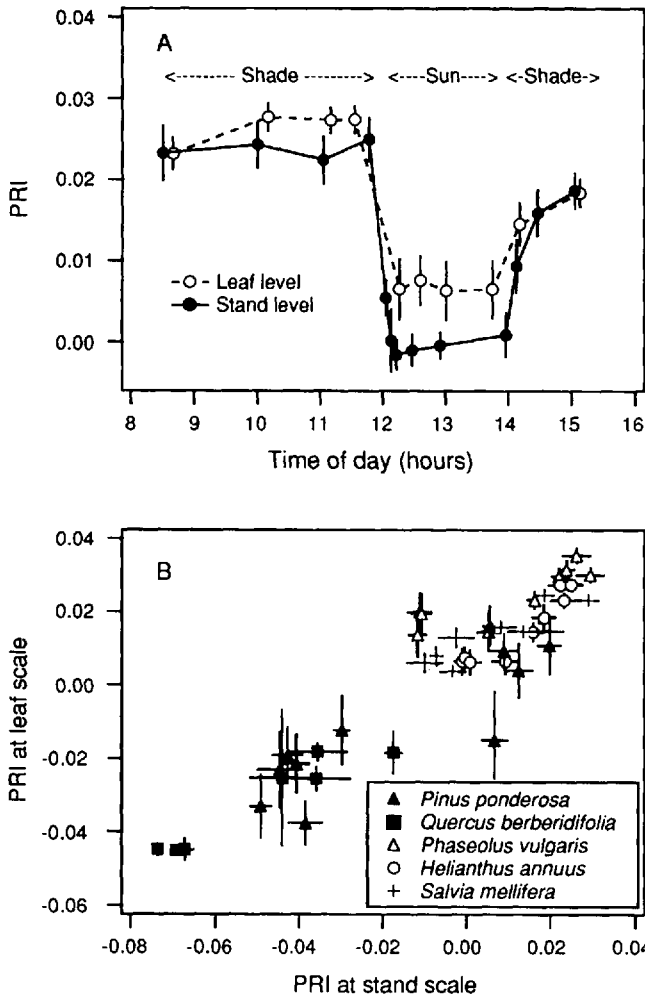 0.04
A
Shade
Sun
Shade
0.03
0.02
0.01
0.00
PRI
Leaf level
Stand level
8 9 10 11 12 13 14 15 16
Time of day (hours)
0.04
B
0.02
0.00
-0.02
-0.04
-0.06
PRI at leaf scale
Pinus ponderosa
Quercus berberidifolia
Phaseolus vulgaris
Helianthus annuus
Salvia mellifera
-0.08 -0.06 -0.04 -0.02 0.00 0.02 0.04
PRI at stand scale